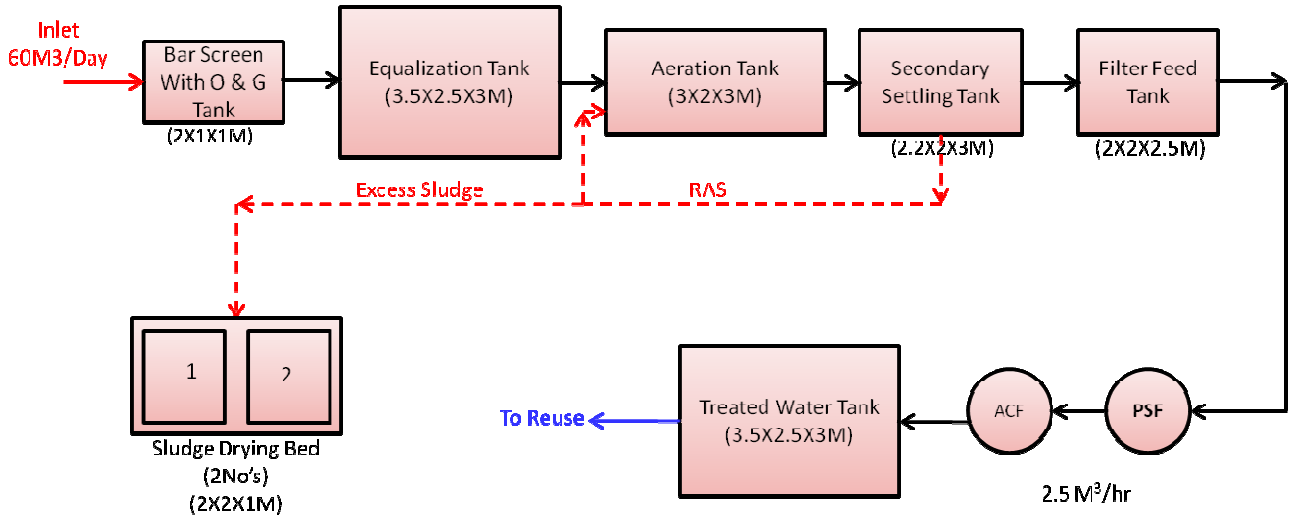 Inlet
60M3/Day
Bar Screen
With O & G
Tank
(2X1X1M)
Equalization Tank
(3.5X2.5X3M)
Aeration Tank
(3X2X3M)
Secondary
Settling Tank
(2.2X2X3M)
Filter Feed
Tank
(2X2X2.5M)
Excess Sludge
RAS
1
2
Sludge Drying Bed
(2No's)
(2X2X1M)
To Reuse
Treated Water Tank
(3.5X2.5X3M)
ACF
PSF
2.5 M³/hr